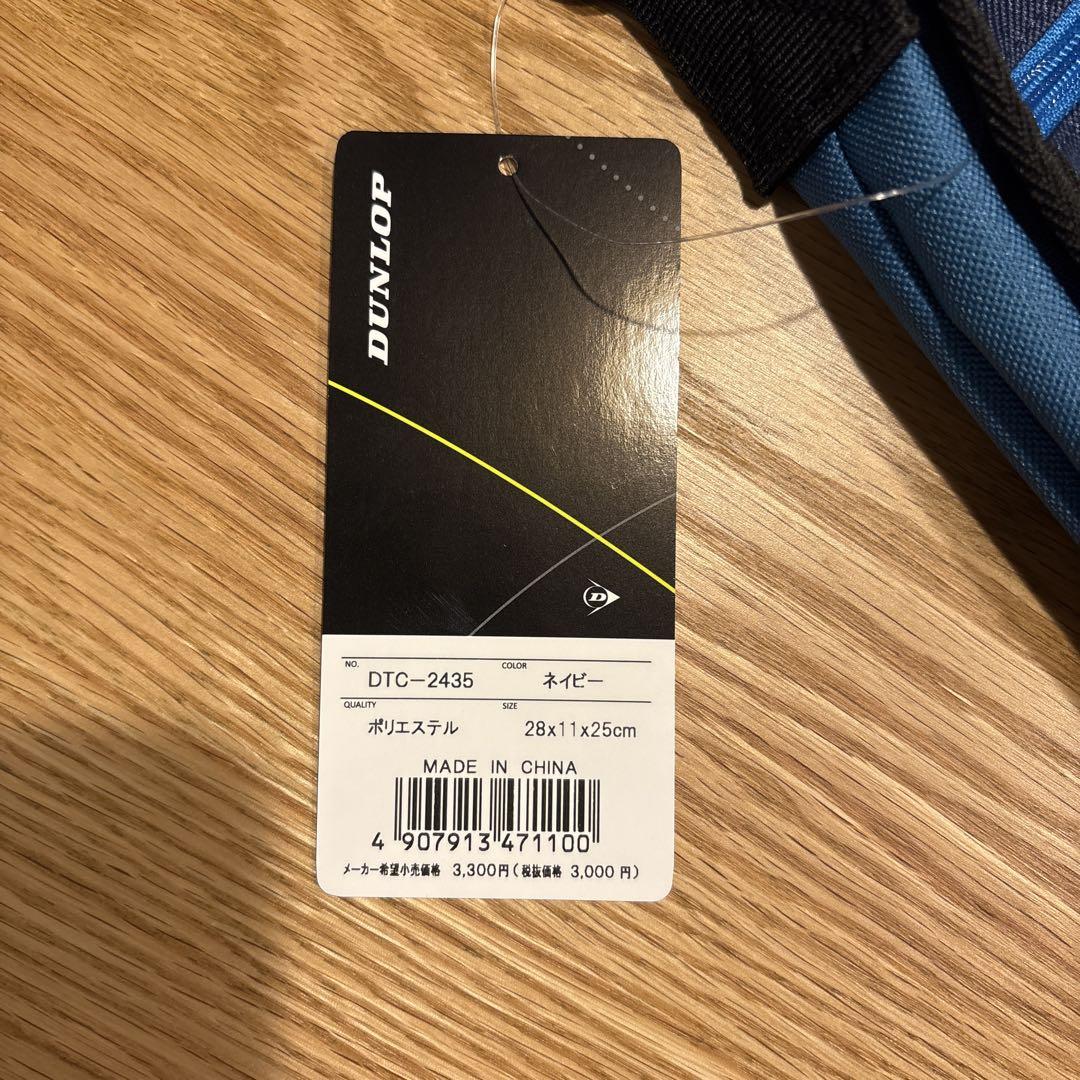 DUNLOP
D
NO. DTC-2435 COLOR ネイビー
QUALITY ポリエステル SIZE 28x11x25cm
MADE IN CHINA
4 907913 471100
メーカー希望小売価格 3,300円(税抜価格 3,000 円)